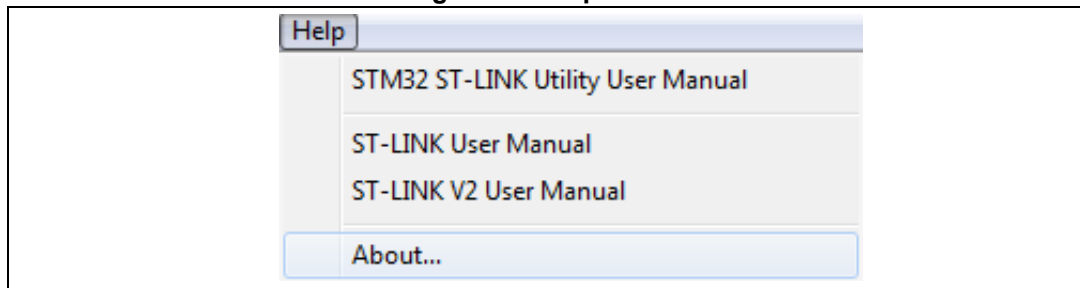 Help
STM32 ST-LINK Utility User Manual
ST-LINK User Manual
ST-LINK V2 User Manual
About...